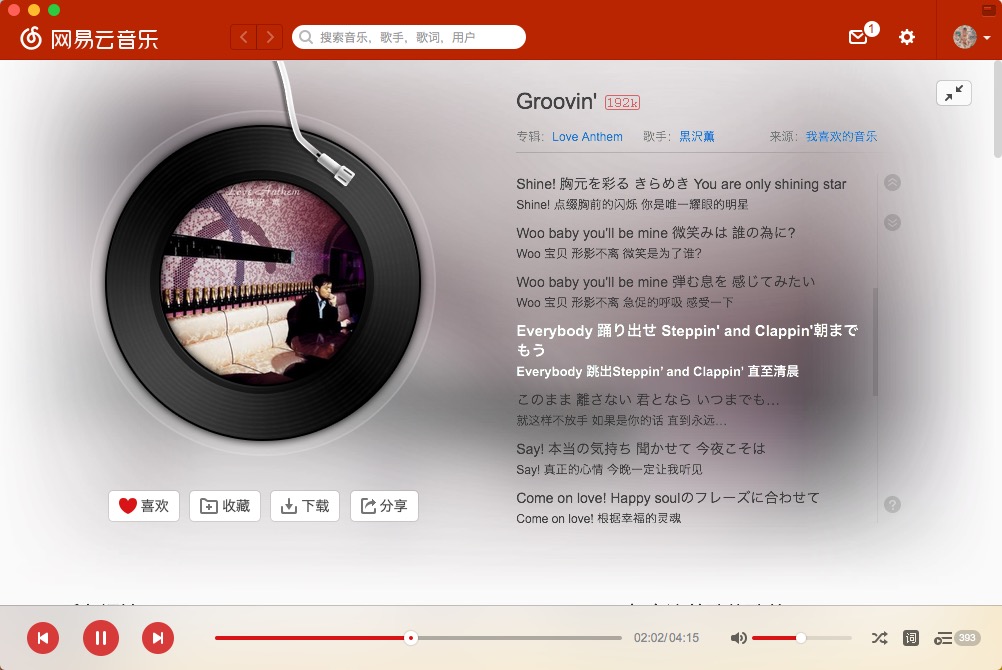 网易云音乐
搜索音乐，歌手，歌词，用户
1
Groovin' 192k
专辑: Love Anthem 歌手: 黒沢薫 来源: 我喜欢的音乐
Love Anthem
Shine! 胸元を彩る きらめき You are only shining star
Shine! 点缀胸前的闪烁 你是唯一耀眼的明星
Woo baby you'll be mine 微笑みは 誰の為に?
Woo 宝贝 形影不离 微笑是为了谁?
Woo baby you'll be mine 弾む息を 感じてみたい
Woo 宝贝 形影不离 急促的呼吸 感受一下
Everybody 踊り出せ Steppin' and Clappin'朝まで
もう
Everybody 跳出Steppin' and Clappin' 直至清晨
このまま 離さない 君となら いつまでも…
就这样不放手 如果是你的话 直到永远…
Say! 本当の気持ち 聞かせて 今夜こそは
Say! 真正的心情 今晚一定让我听见
Come on love! Happy soulのフレーズに合わせて
Come on love! 根据幸福的灵魂
?
喜欢 收藏 下载 分享
02:02/04:15
词
393